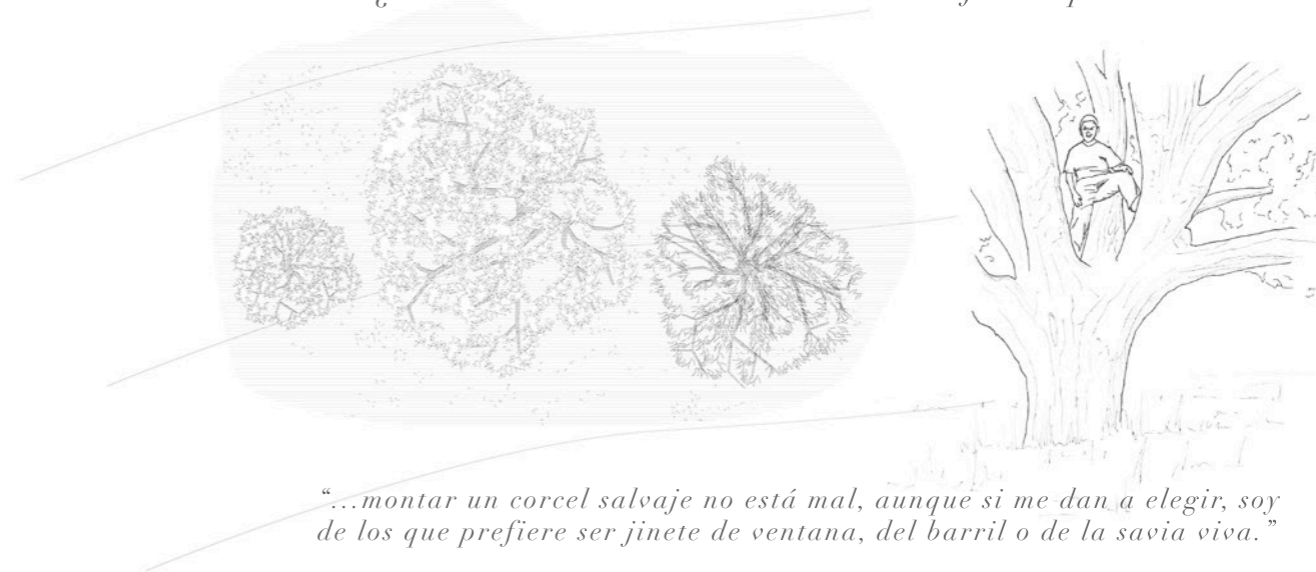 “...montar un corcel salvaje no está mal, aunque si me dan a elegir, soy
de los que prefiere ser jinete de ventana, del barril o de la savia viva.”